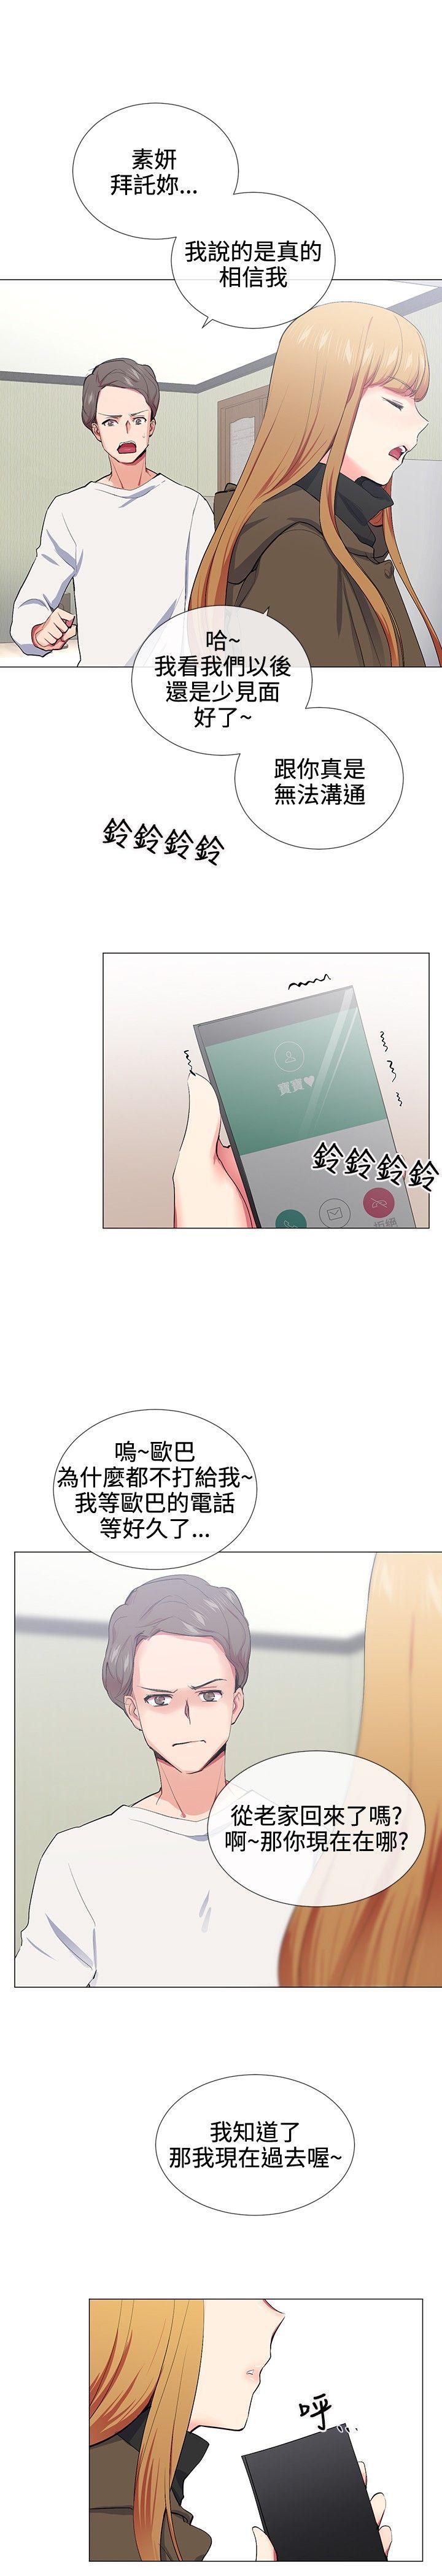 素妍
拜託妳...
我說的是真的
相信我
哈~
我看我們以後
還是少見面
好了~
跟你真是
無法溝通
鈴鈴鈴鈴
寶寶♥
鈴鈴鈴鈴
拒絕
嗚~歐巴
為什麼都不打給我~
我等歐巴的電話
等好久了...
從老家回來了嗎?
啊~那你現在在哪?
我知道了
那我現在過去喔~
呼...